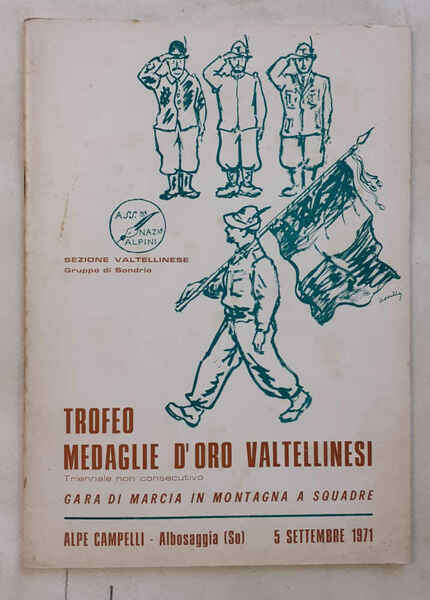 ASS.
NAZ.
ALPINI
SEZIONE VALTELLINESE
Gruppo di Sondrio
TROFEO
MEDAGLIE D'ORO VALTELLINESI
Triennale non consecutivo
GARA DI MARCIA IN MONTAGNA A SQUADRE
ALPE CAMPELLI - Albosaggia (So) 5 SETTEMBRE 1971